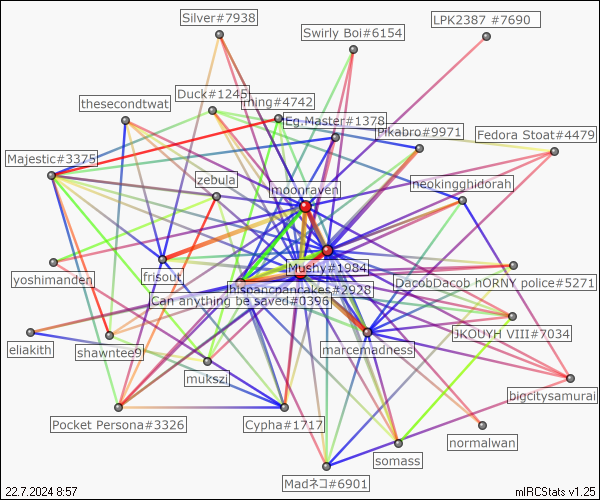 Silver#7938
LPK2387 #7690
Swirly Boi#6154
Duck#1245
ming#4742
thesecondtwat
Eg.Master#1378
Pikabro#9971
Fedora Stoat#4479
Majestic#3375
zebula
moonraven
neokingghidorah
Mushy#1984
yoshimanden
frisout
hispanicpancakes#2928
DacobDacob hORNY police#5271
Can anything be saved#0396
JKOUYH VIII#7034
eliakith
shawntee9
marcemadness
mukszi
bigcitysamurai
Pocket Persona#3326
Cypha#1717
normalwan
somass
Madネコ#6901
22.7.2024 8:57
mIRCStats v1.25